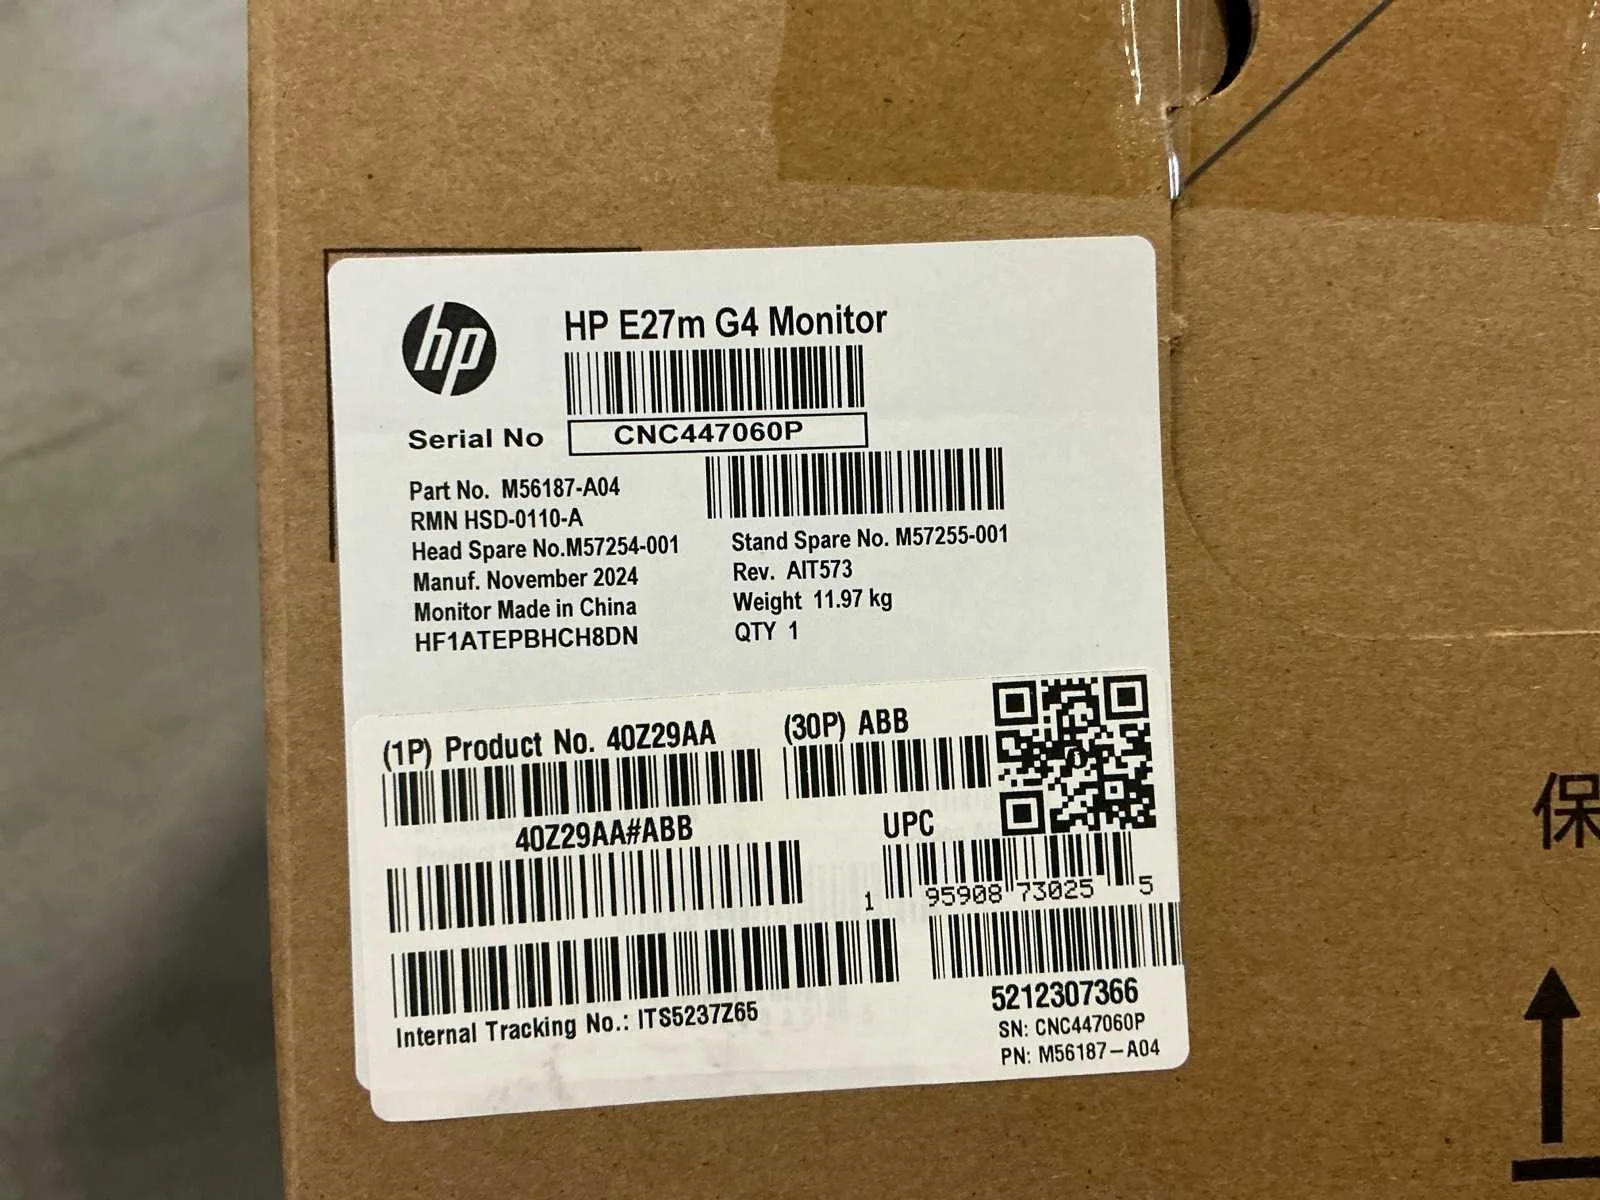 hp
HP E27m G4 Monitor
Serial No CNC447060P
Part No. M56187-A04
RMN HSD-0110-A
Head Spare No.M57254-001
Stand Spare No. M57255-001
Manuf. November 2024
Rev. AIT573
Monitor Made in China
Weight 11.97 kg
HF1ATEPBHCH8DN
QTY 1
(1P) Product No. 40Z29AA
(30P) ABB
40Z29AA#ABB
UPC
1 95908 73025 5
Internal Tracking No.: ITS5237Z65
5212307366
SN: CNC447060P
PN: M56187-A04
保